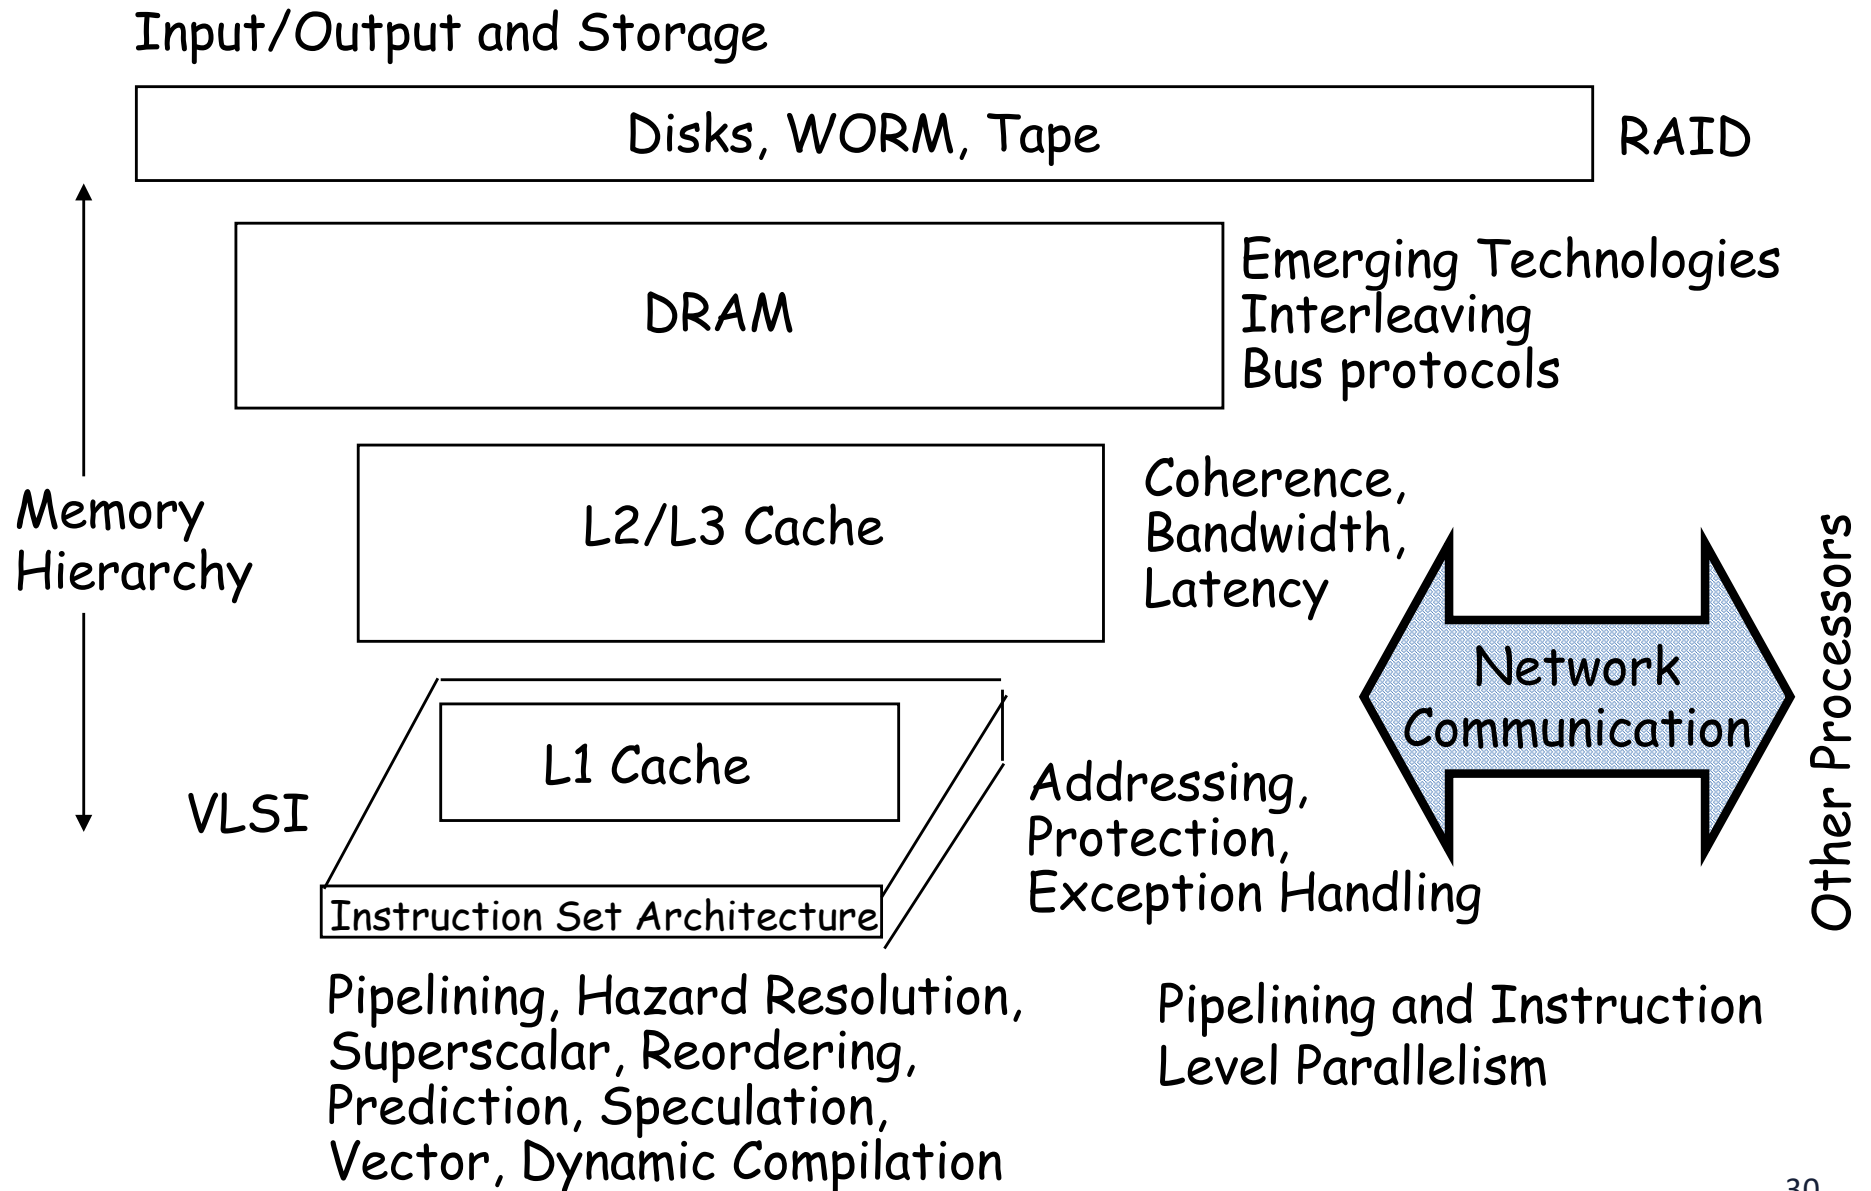 Input/Output and Storage
Disks, WORM, Tape
RAID
DRAM
Emerging Technologies
Interleaving
Bus protocols
Memory
Hierarchy
L2/L3 Cache
Coherence,
Bandwidth,
Latency
Network
Communication
Other Processors
L1 Cache
VLSI
Addressing,
Protection,
Exception Handling
Instruction Set Architecture
Pipelining, Hazard Resolution,
Superscalar, Reordering,
Prediction, Speculation,
Vector, Dynamic Compilation
Pipelining and Instruction
Level Parallelism
30